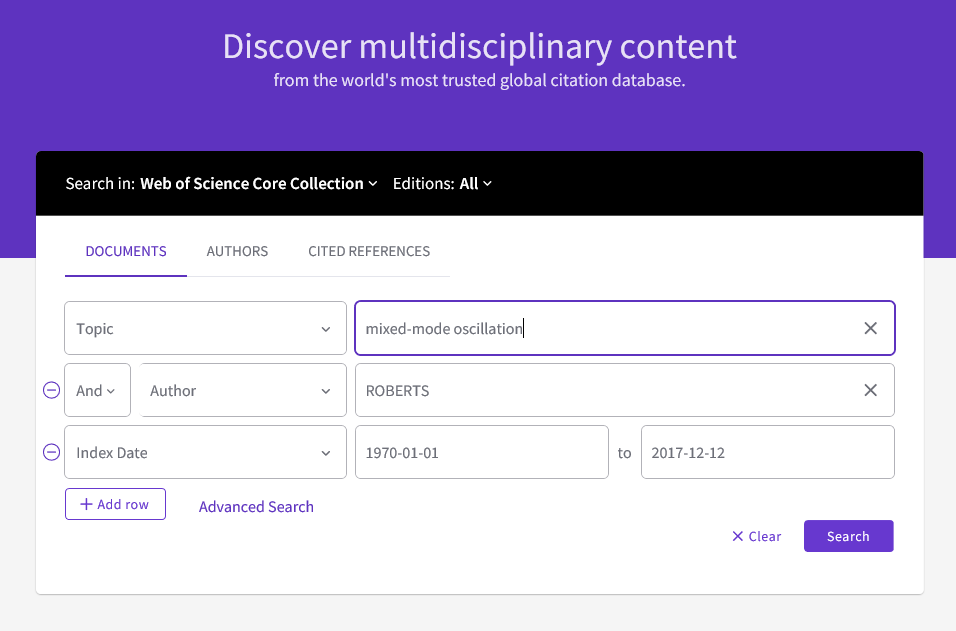 Discover multidisciplinary content
from the world's most trusted global citation database.
Search in: Web of Science Core Collection Editions: All
DOCUMENTS AUTHORS CITED REFERENCES
Topic mixed-mode oscillation
And Author ROBERTS
Index Date 1970-01-01 to 2017-12-12
+ Add row Advanced Search
Clear Search